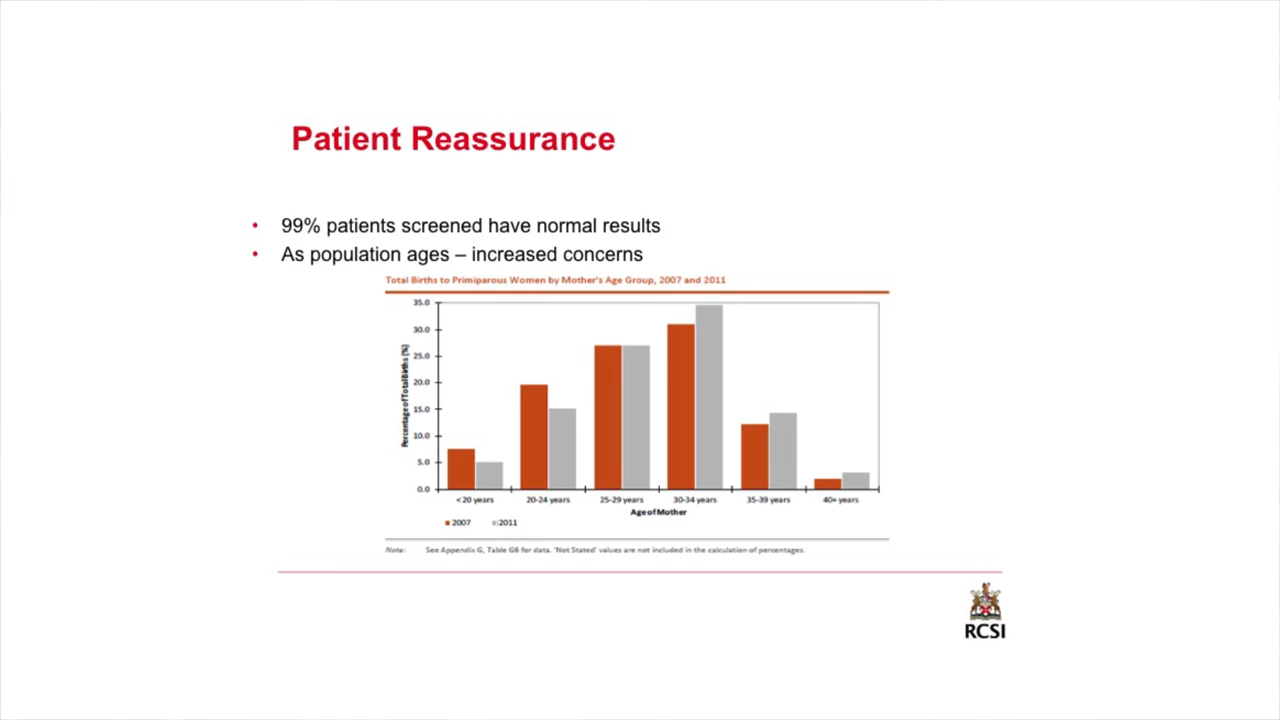 Patient Reassurance
• 99% patients screened have normal results
• As population ages – increased concerns
Total Births to Primiparous Women by Mother's Age Group, 2007 and 2011
Percentage of Total Births (%)
35.0
30.0
25.0
20.0
15.0
10.0
5.0
0.0
<20 years 20-24 years 25-29 years 30-34 years 35-39 years 40+ years
Age of Mother
2007 2011
Note: See Appendix G, Table G6 for data. 'Not Stated' values are not included in the calculation of percentages.
RCSI